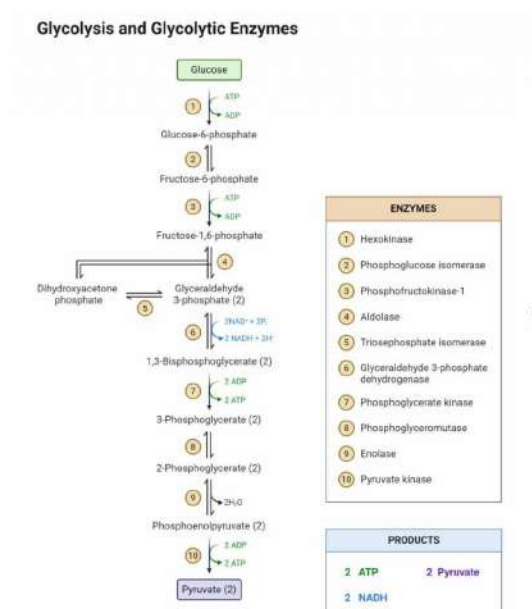 Glycolysis and Glycolytic Enzymes
Glucose
1
ATP
ADP
Glucose-6-phosphate
2
Fructose-6-phosphate
3
ATP
ADP
Fructose-1,6-phosphate
4
Dihydroxyacetone
phosphate
5
Glyceraldehyde
3-phosphate (2)
6
2NAD⁺ + 2Pᵢ
2 NADH + 2H⁺
1,3-Bisphosphoglycerate (2)
7
2 ADP
2 ATP
3-Phosphoglycerate (2)
8
2-Phosphoglycerate (2)
9
2H₂O
Phosphoenolpyruvate (2)
10
2 ADP
2 ATP
Pyruvate (2)
ENZYMES
1 Hexokinase
2 Phosphoglucose isomerase
3 Phosphofructokinase-1
4 Aldolase
5 Triosephosphate isomerase
6 Glyceraldehyde 3-phosphate
dehydrogenase
7 Phosphoglycerate kinase
8 Phosphoglyceromutase
9 Enolase
10 Pyruvate kinase
PRODUCTS
2 ATP
2 Pyruvate
2 NADH